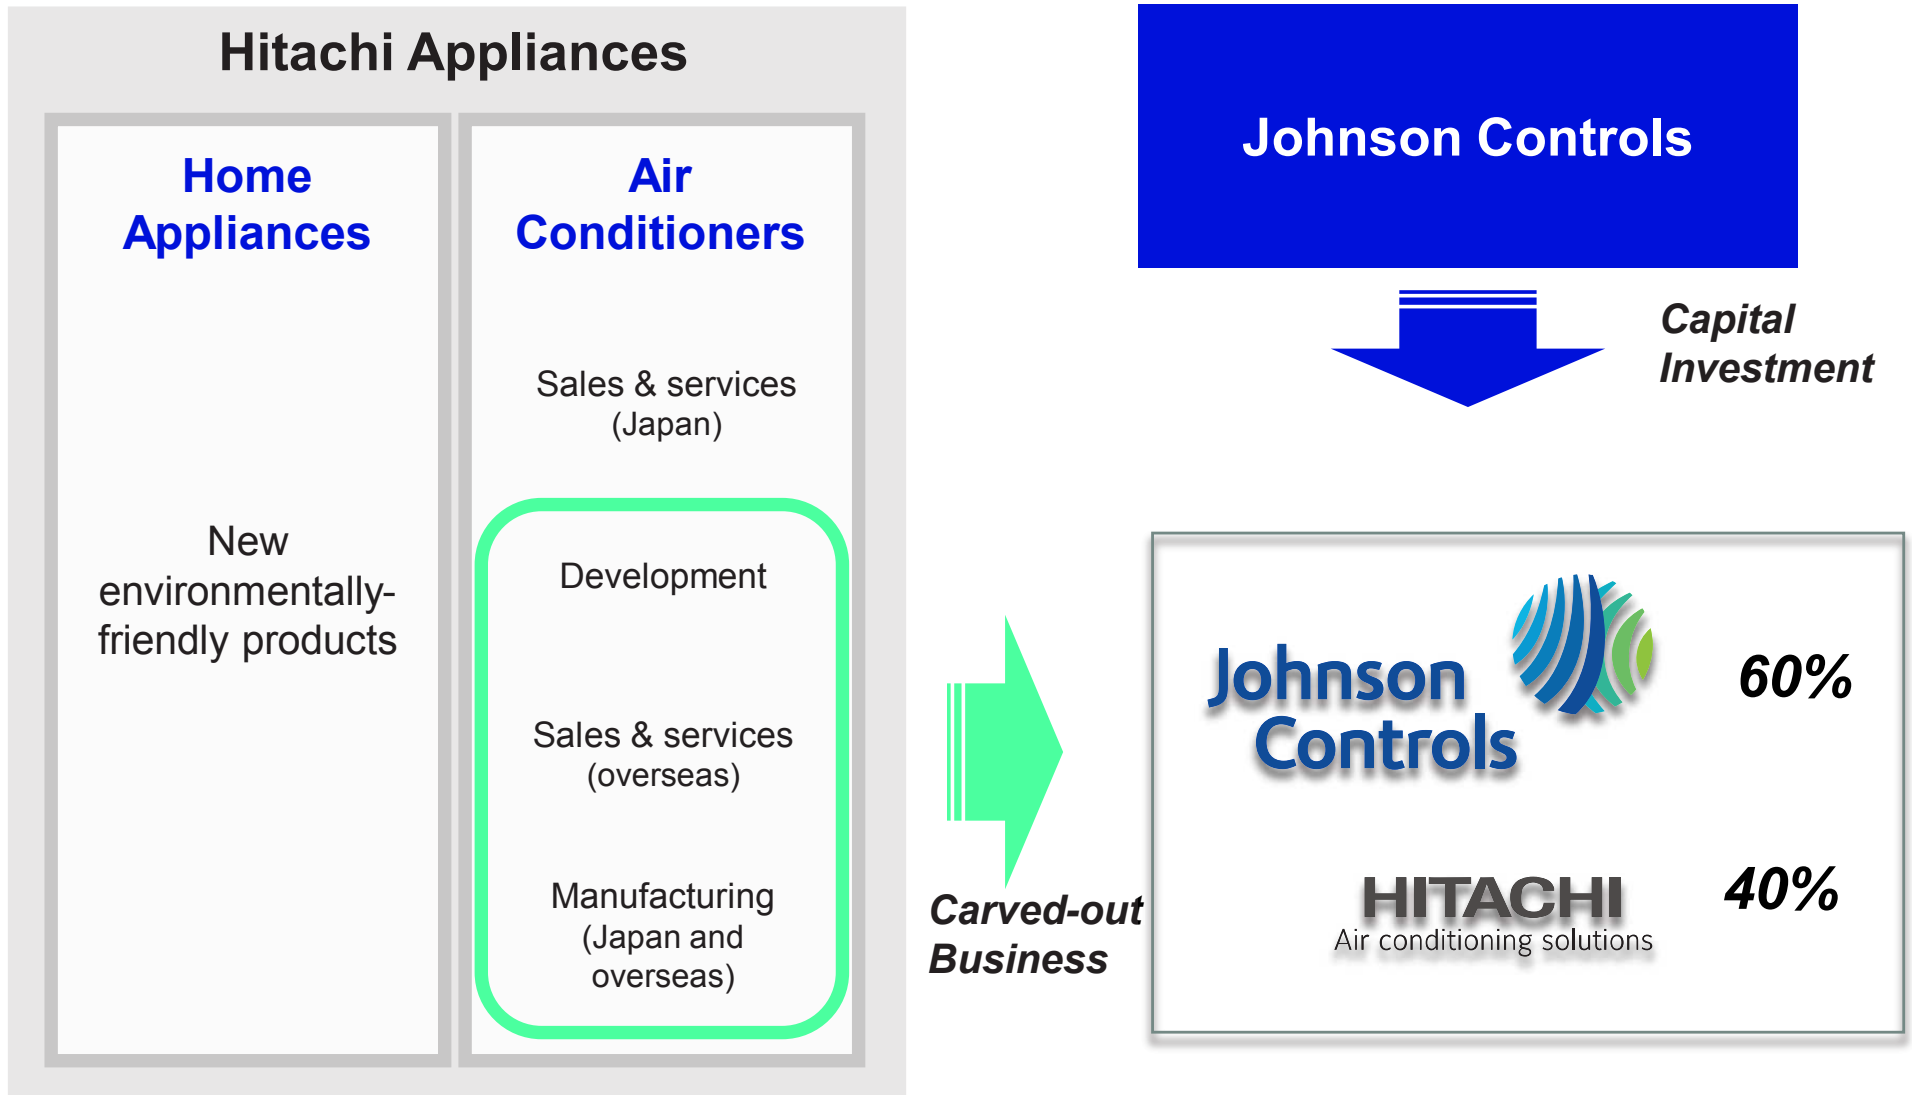 Hitachi Appliances
Home
Appliances
New
environmentally-
friendly products
Air
Conditioners
Sales & services
(Japan)
Development
Sales & services
(overseas)
Manufacturing
(Japan and
overseas)
Carved-out
Business
Johnson Controls
Capital
Investment
Johnson
Controls
60%
HITACHI
Air conditioning solutions
40%